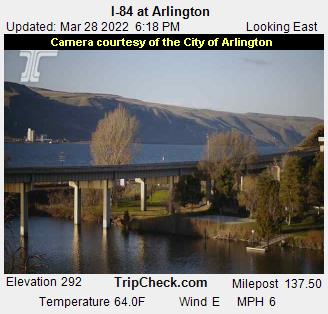 I-84 at Arlington
Updated: Mar 28 2022 6:18 PM Looking East
Camera courtesy of the City of Arlington
Elevation 292 TripCheck.com Milepost 137.50
Temperature 64.0F Wind E MPH 6